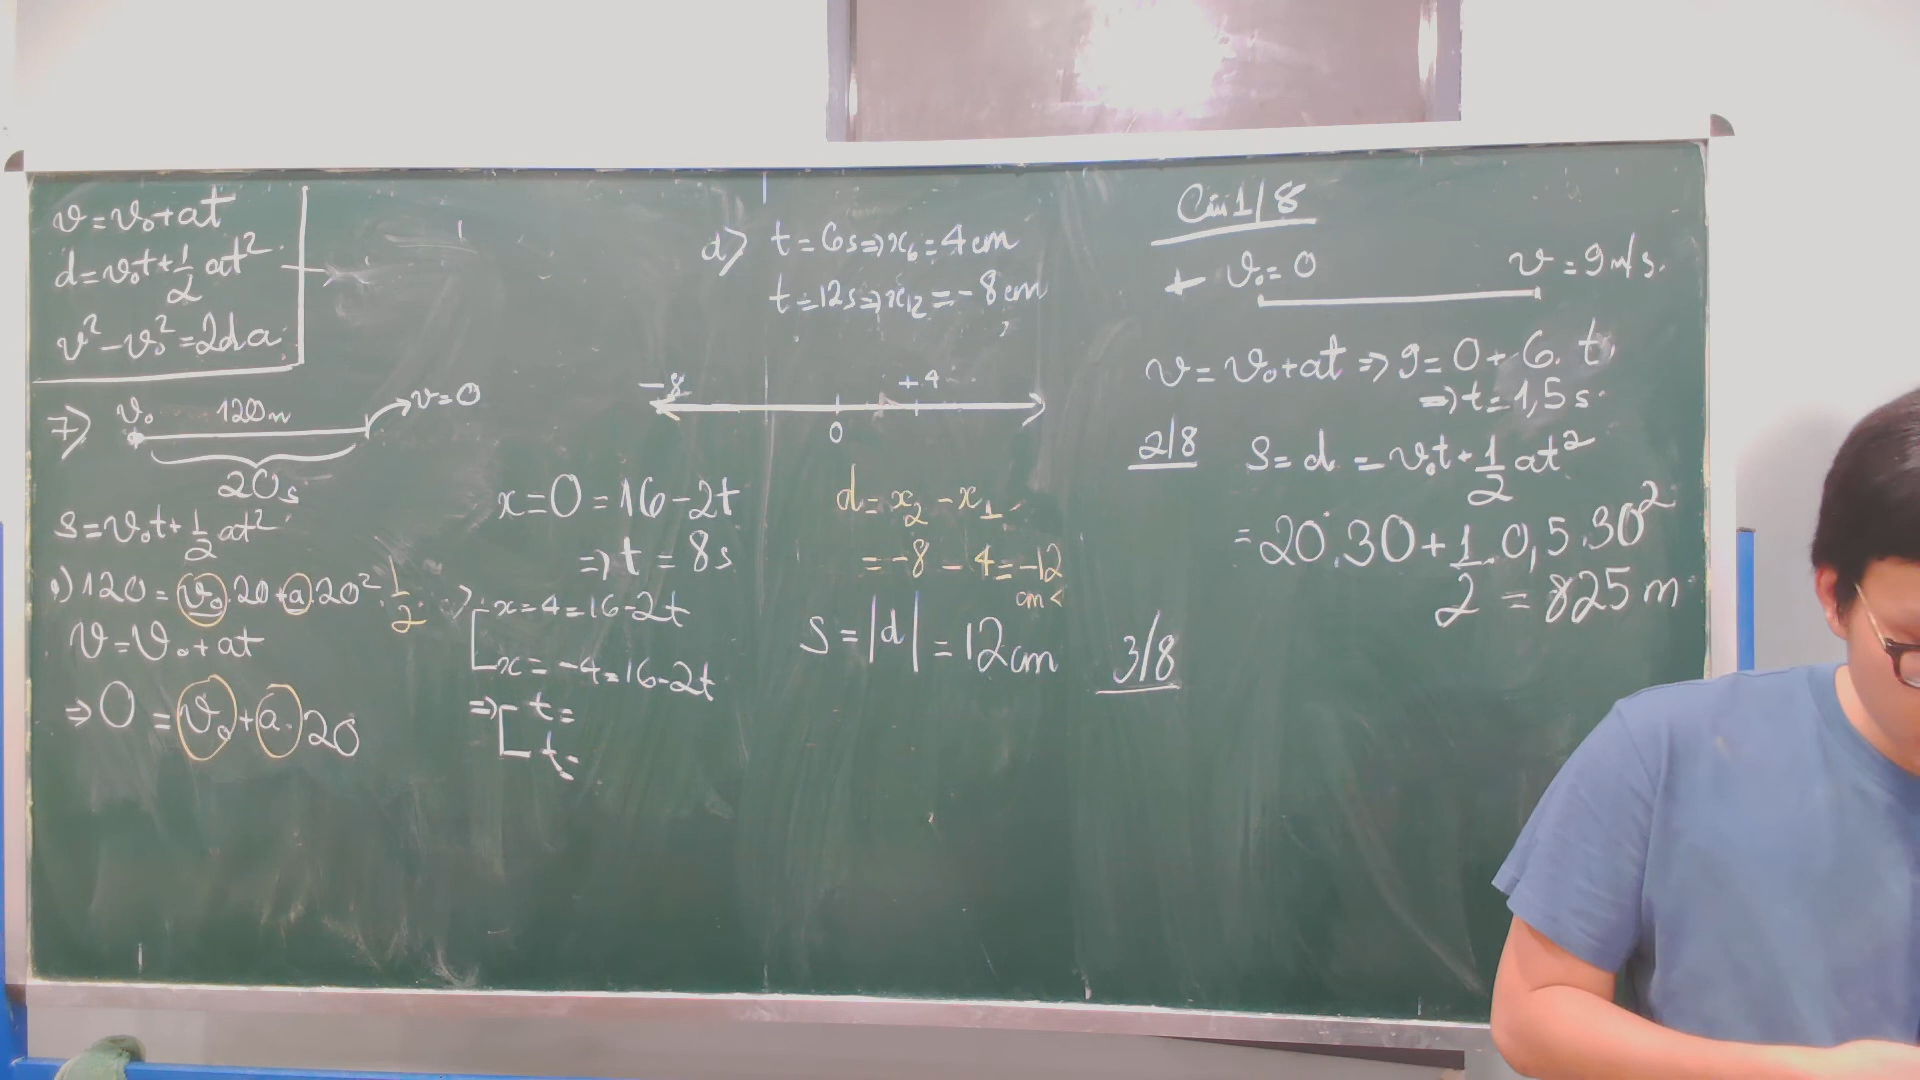 v = v₀ + at
d = v₀t + 1/2 at²
v² - v₀² = 2da
7) v₀ 120m v = 0
20s
S = v₀t + 1/2 at²
120 = v₀.20 + a.20².1/2
v = v₀ + at
⇒ 0 = v₀ + a.20
x = 0 = 16 - 2t
⇒ t = 8s
x = 4 = 16 - 2t
x = -4 = 16 - 2t
⇒ t =
t =
d) t = 6s ⇒ x₆ = 4cm
t = 12s ⇒ x₁₂ = -8cm
-8 0 +4
d = x₂ - x₁
= -8 - 4 = -12
cm <
S = |d| = 12cm
1/8
+ v₀ = 0 v = 9m/s.
v = v₀ + at ⇒ 9 = 0 + 6.t
⇒ t = 1,5s
2/8 S = d = v₀t + 1/2 at²
= 20.30 + 1/2.0,5.30²
= 825m
3/8